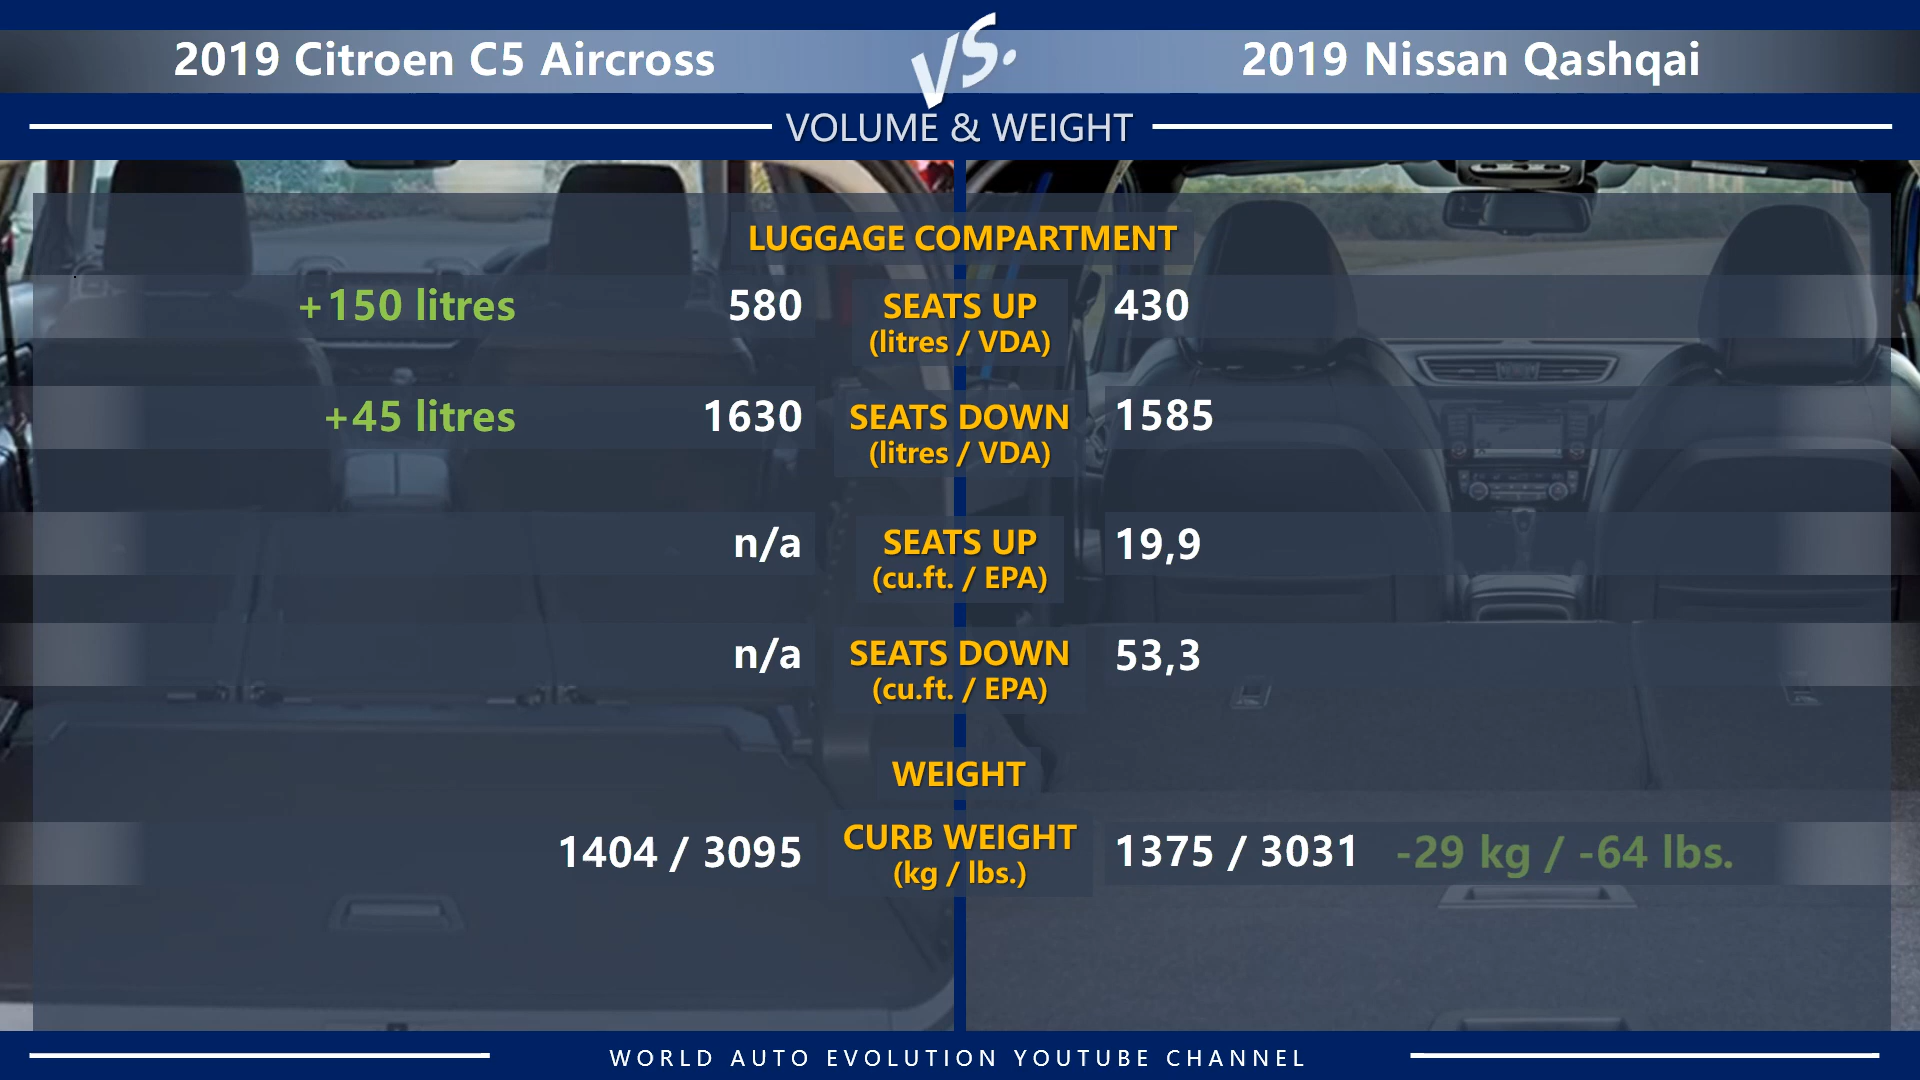 2019 Citroen C5 Aircross VS. 2019 Nissan Qashqai
VOLUME & WEIGHT
LUGGAGE COMPARTMENT
+150 litres 580 SEATS UP 430
(litres / VDA)
+45 litres 1630 SEATS DOWN 1585
(litres / VDA)
n/a SEATS UP 19,9
(cu.ft. / EPA)
n/a SEATS DOWN 53,3
(cu.ft. / EPA)
WEIGHT
1404 / 3095 CURB WEIGHT 1375 / 3031 -29 kg / -64 lbs.
(kg / lbs.)
WORLD AUTO EVOLUTION YOUTUBE CHANNEL